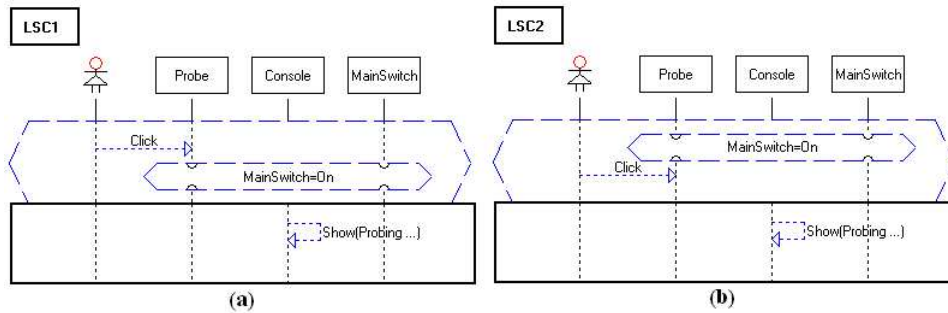 LSC1
Probe
Console
MainSwitch
Click
MainSwitch=On
Show(Probing ...)
(a)
LSC2
Probe
Console
MainSwitch
MainSwitch=On
Click
Show(Probing ...)
(b)